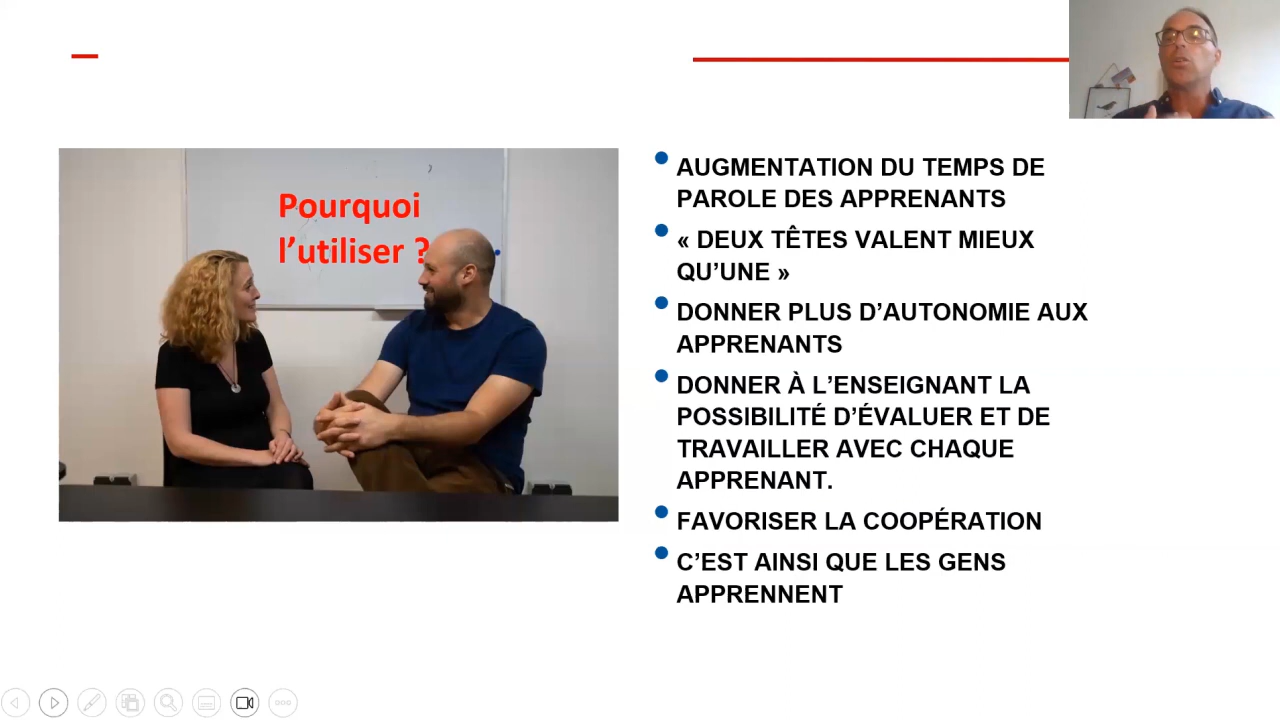 Pourquoi
l’utiliser ?
AUGMENTATION DU TEMPS DE
PAROLE DES APPRENANTS
« DEUX TÊTES VALENT MIEUX
QU’UNE »
DONNER PLUS D’AUTONOMIE AUX
APPRENANTS
DONNER À L’ENSEIGNANT LA
POSSIBILITÉ D’ÉVALUER ET DE
TRAVAILLER AVEC CHAQUE
APPRENANT.
FAVORISER LA COOPÉRATION
C’EST AINSI QUE LES GENS
APPRENNENT